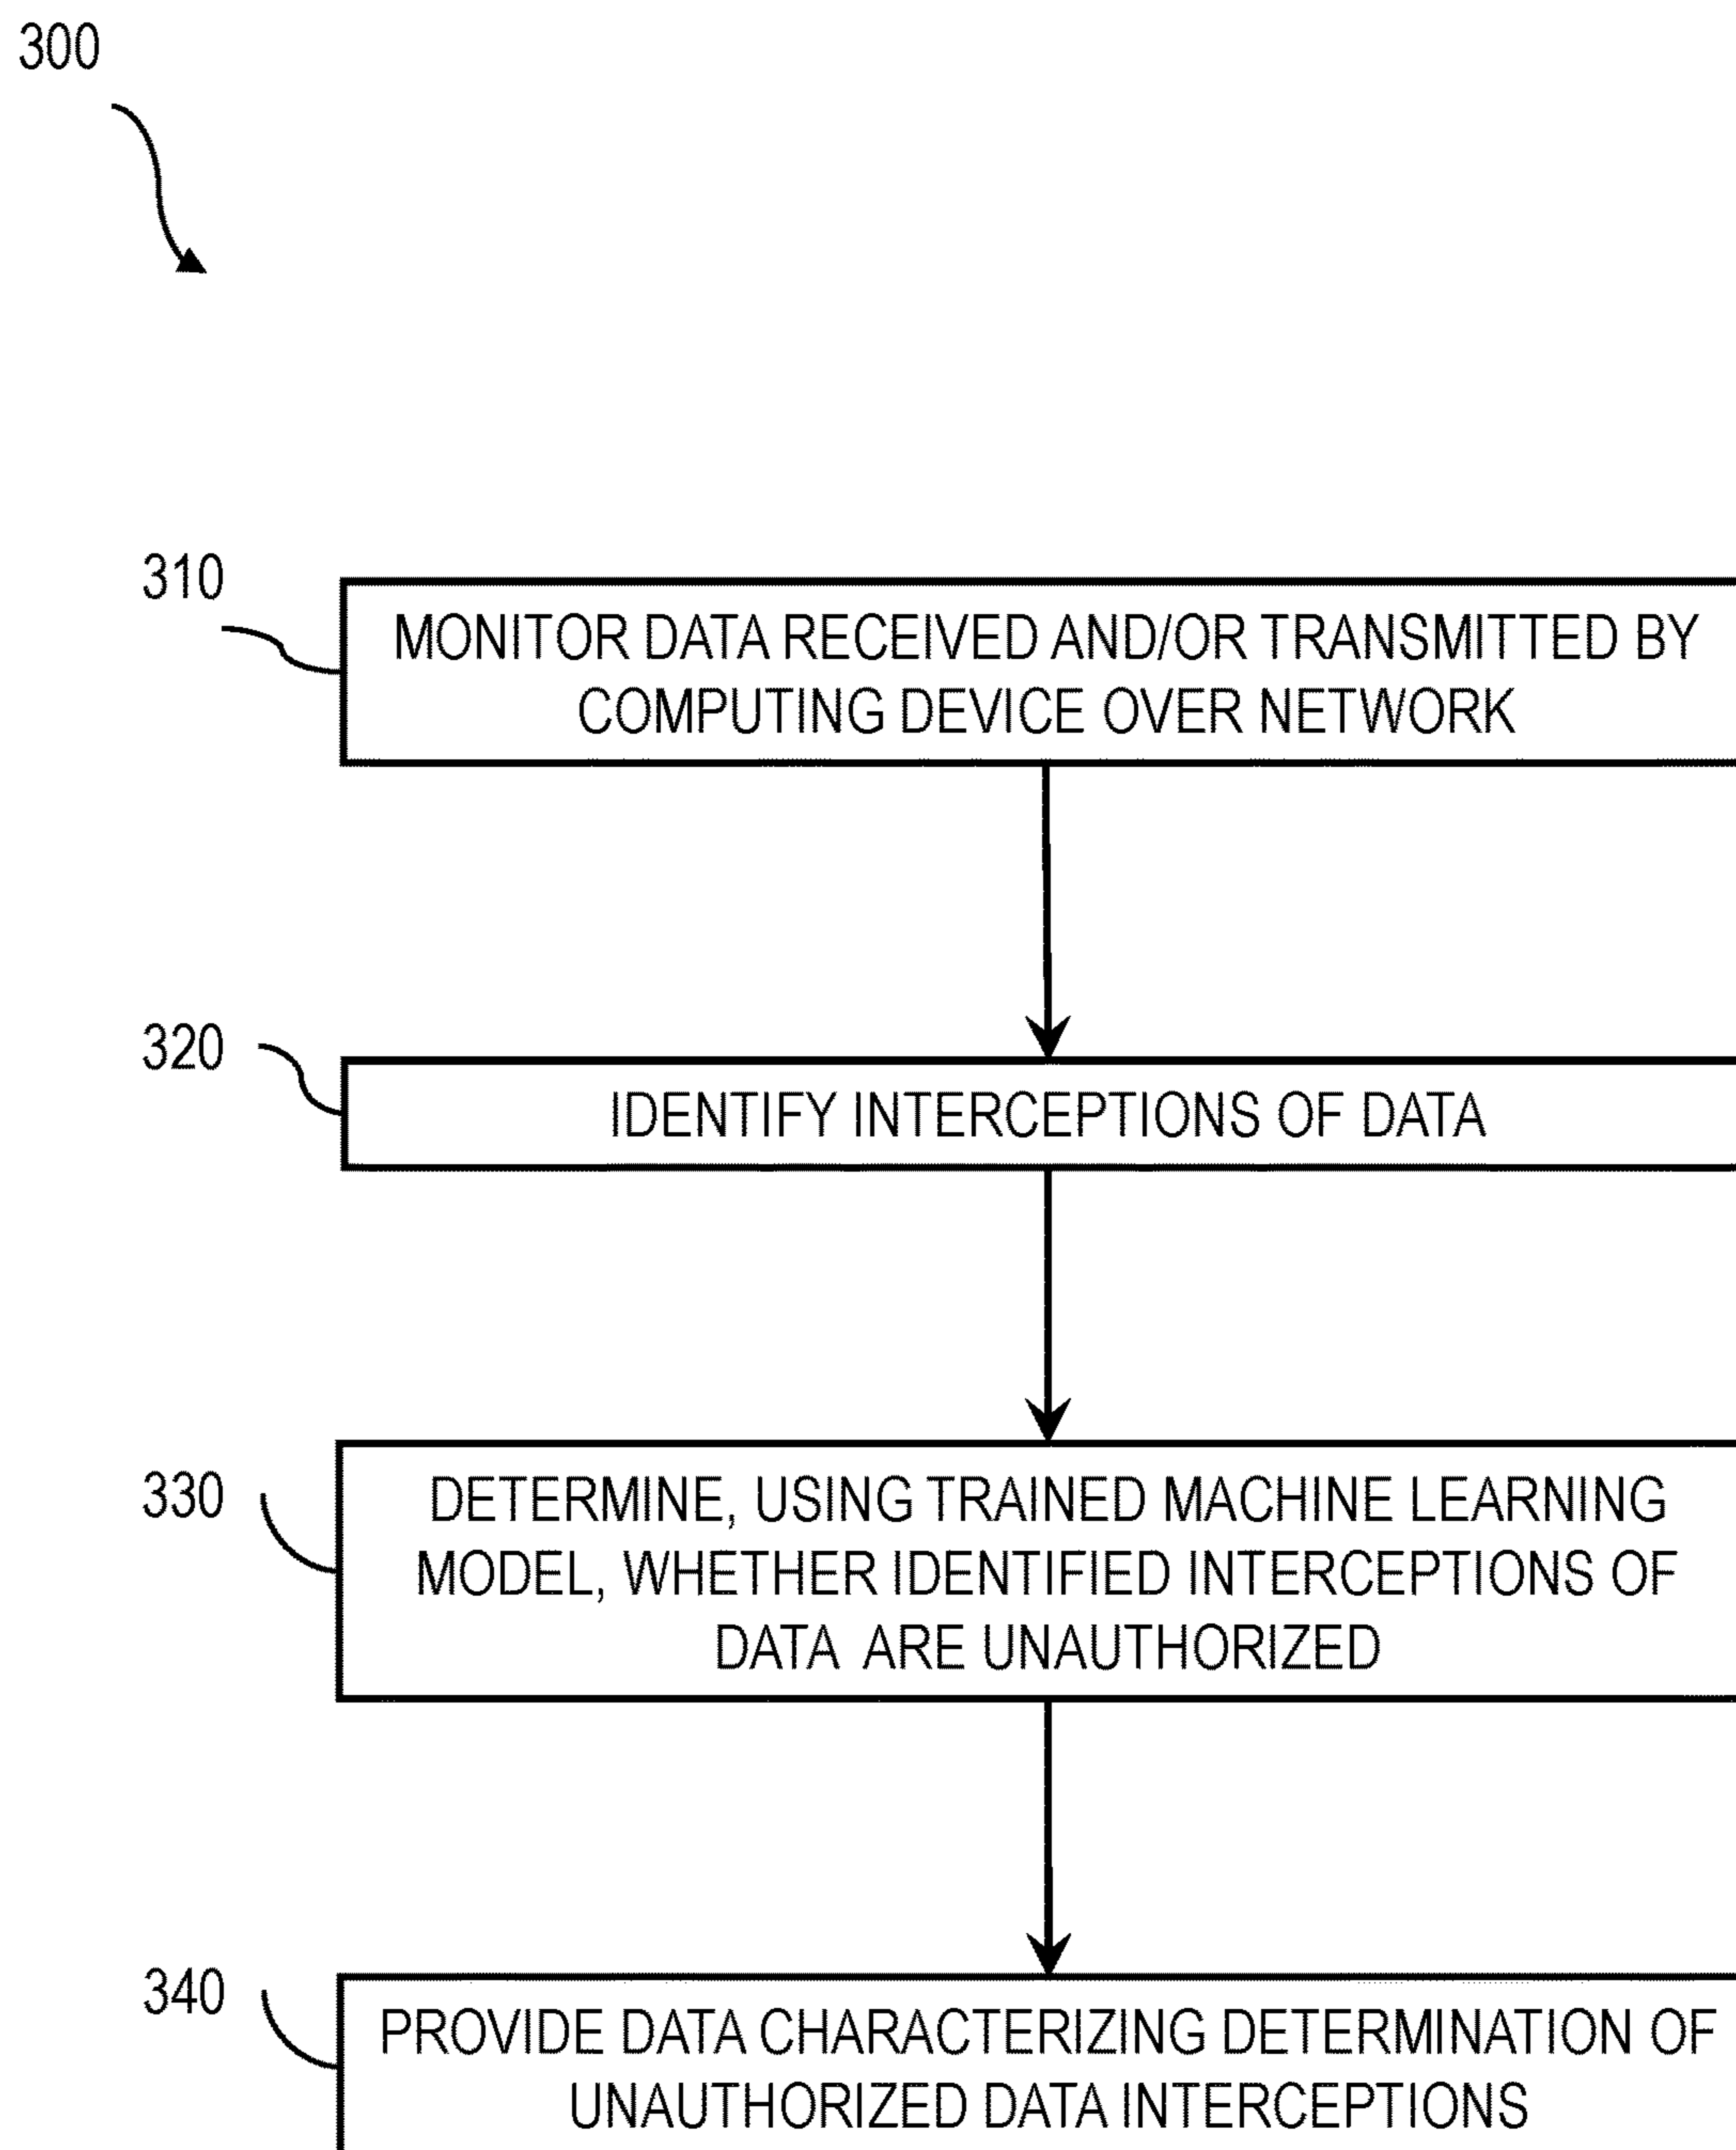 300
310
MONITOR DATA RECEIVED AND/OR TRANSMITTED BY
COMPUTING DEVICE OVER NETWORK
320
IDENTIFY INTERCEPTIONS OF DATA
330
DETERMINE, USING TRAINED MACHINE LEARNING
MODEL, WHETHER IDENTIFIED INTERCEPTIONS OF
DATA ARE UNAUTHORIZED
340
PROVIDE DATA CHARACTERIZING DETERMINATION OF
UNAUTHORIZED DATA INTERCEPTIONS